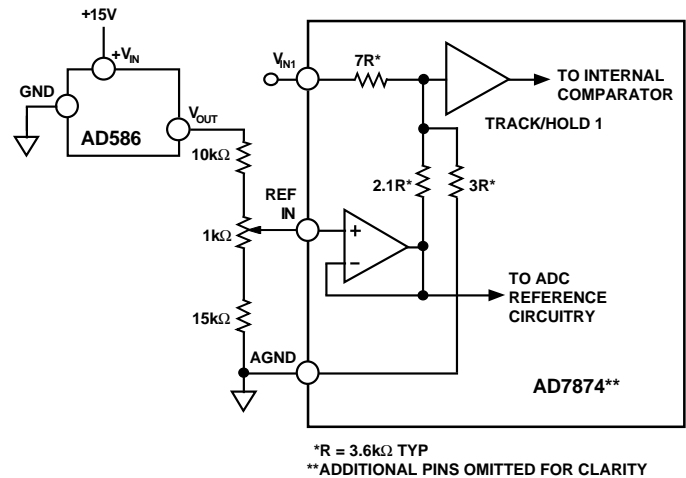 +15V
+VIN
GND
VOUT
AD586
10kΩ
1kΩ
15kΩ
REF
IN
AGND
VIN1
7R*
TO INTERNAL
COMPARATOR
TRACK/HOLD 1
2.1R*
3R*
+
–
TO ADC
REFERENCE
CIRCUITRY
AD7874**
*R = 3.6kΩ TYP
**ADDITIONAL PINS OMITTED FOR CLARITY